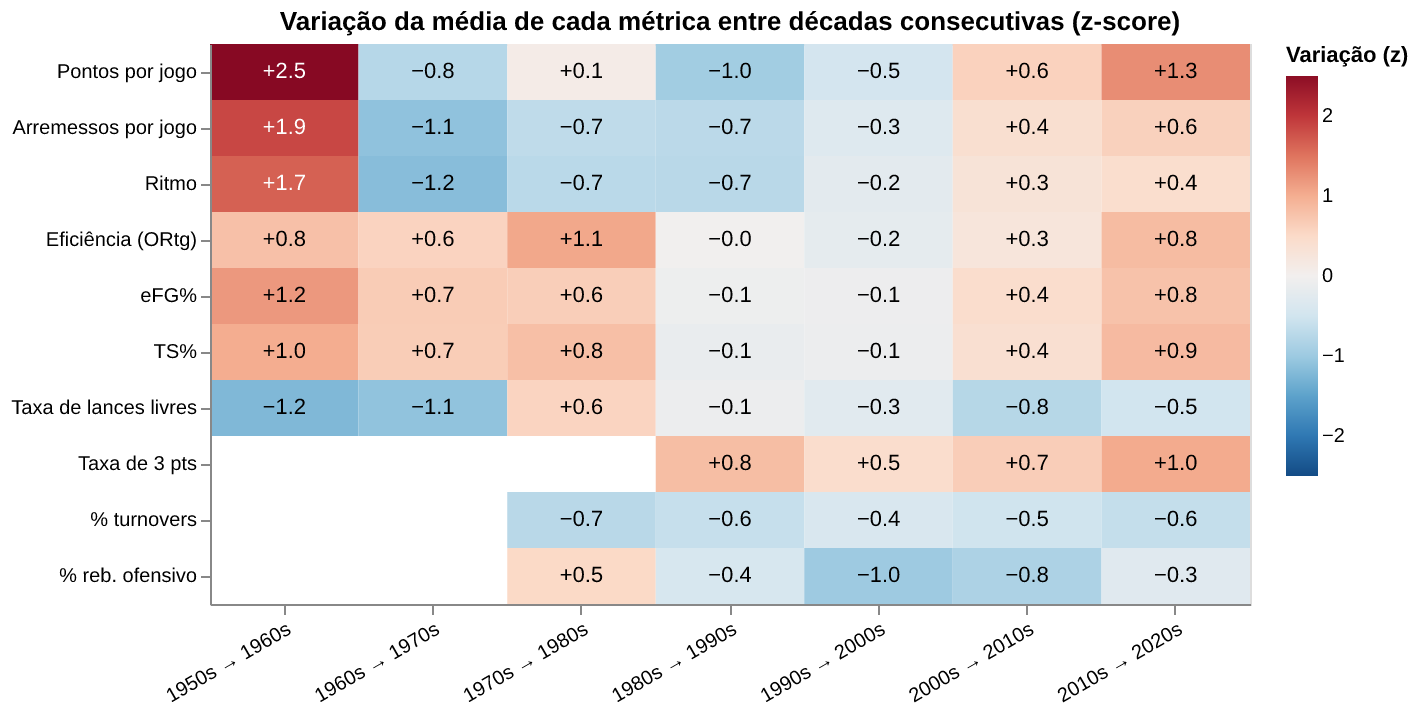 Variação da média de cada métrica entre décadas consecutivas (z-score)
Pontos por jogo +2.5 −0.8 +0.1 −1.0 −0.5 +0.6 +1.3
Arremessos por jogo +1.9 −1.1 −0.7 −0.7 −0.3 +0.4 +0.6
Ritmo +1.7 −1.2 −0.7 −0.7 −0.2 +0.3 +0.4
Eficiência (ORtg) +0.8 +0.6 +1.1 −0.0 −0.2 +0.3 +0.8
eFG% +1.2 +0.7 +0.6 −0.1 −0.1 +0.4 +0.8
TS% +1.0 +0.7 +0.8 −0.1 −0.1 +0.4 +0.9
Taxa de lances livres −1.2 −1.1 +0.6 −0.1 −0.3 −0.8 −0.5
Taxa de 3 pts +0.8 +0.5 +0.7 +1.0
% turnovers −0.7 −0.6 −0.4 −0.5 −0.6
% reb. ofensivo +0.5 −0.4 −1.0 −0.8 −0.3
1950s → 1960s 1960s → 1970s 1970s → 1980s 1980s → 1990s 1990s → 2000s 2000s → 2010s 2010s → 2020s
Variação (z)
2
1
0
−1
−2